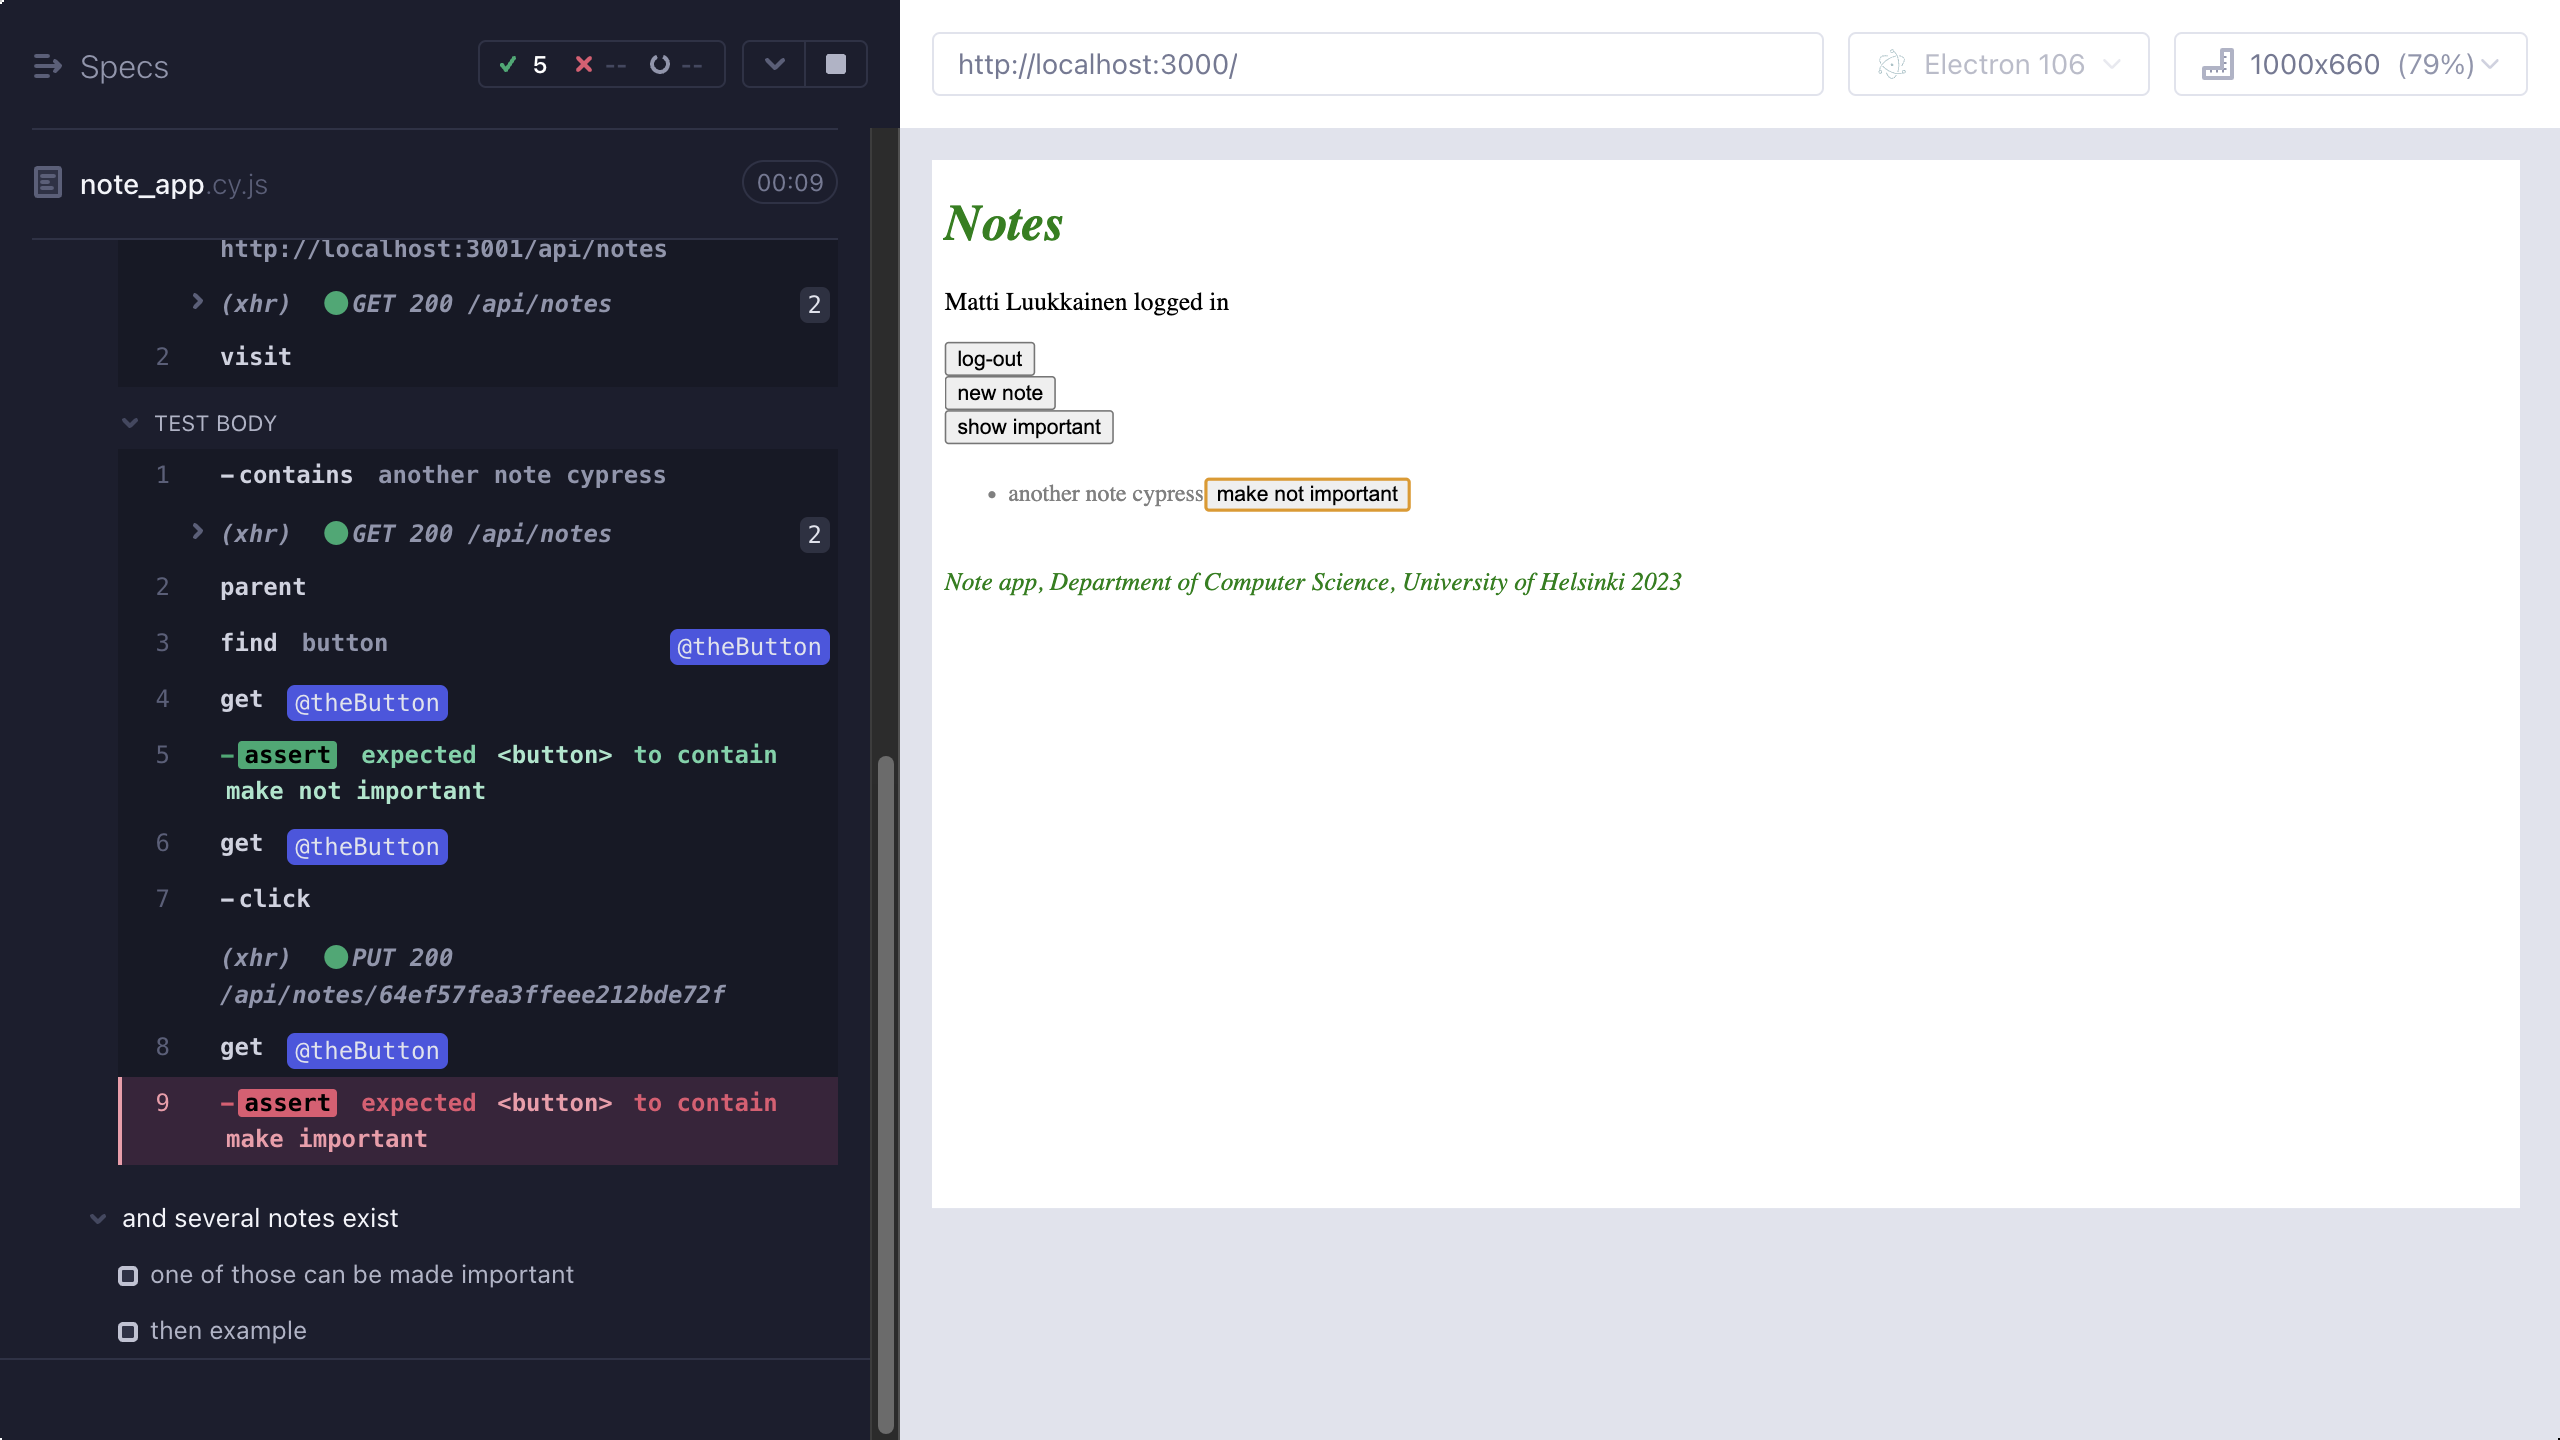 Specs
5 -- --
note_app.cy.js 00:09
http://localhost:3001/api/notes
(xhr) GET 200 /api/notes 2
2 visit
TEST BODY
1 -contains another note cypress
(xhr) GET 200 /api/notes 2
2 parent
3 find button @theButton
4 get @theButton
5 -assert expected <button> to contain
make not important
6 get @theButton
7 -click
(xhr) PUT 200
/api/notes/64ef57fea3ffeee212bde72f
8 get @theButton
9 -assert expected <button> to contain
make important
and several notes exist
one of those can be made important
then example
http://localhost:3000/ Electron 106 1000x660 (79%)
Notes
Matti Luukkainen logged in
log-out
new note
show important
• another note cypress make not important
Note app, Department of Computer Science, University of Helsinki 2023